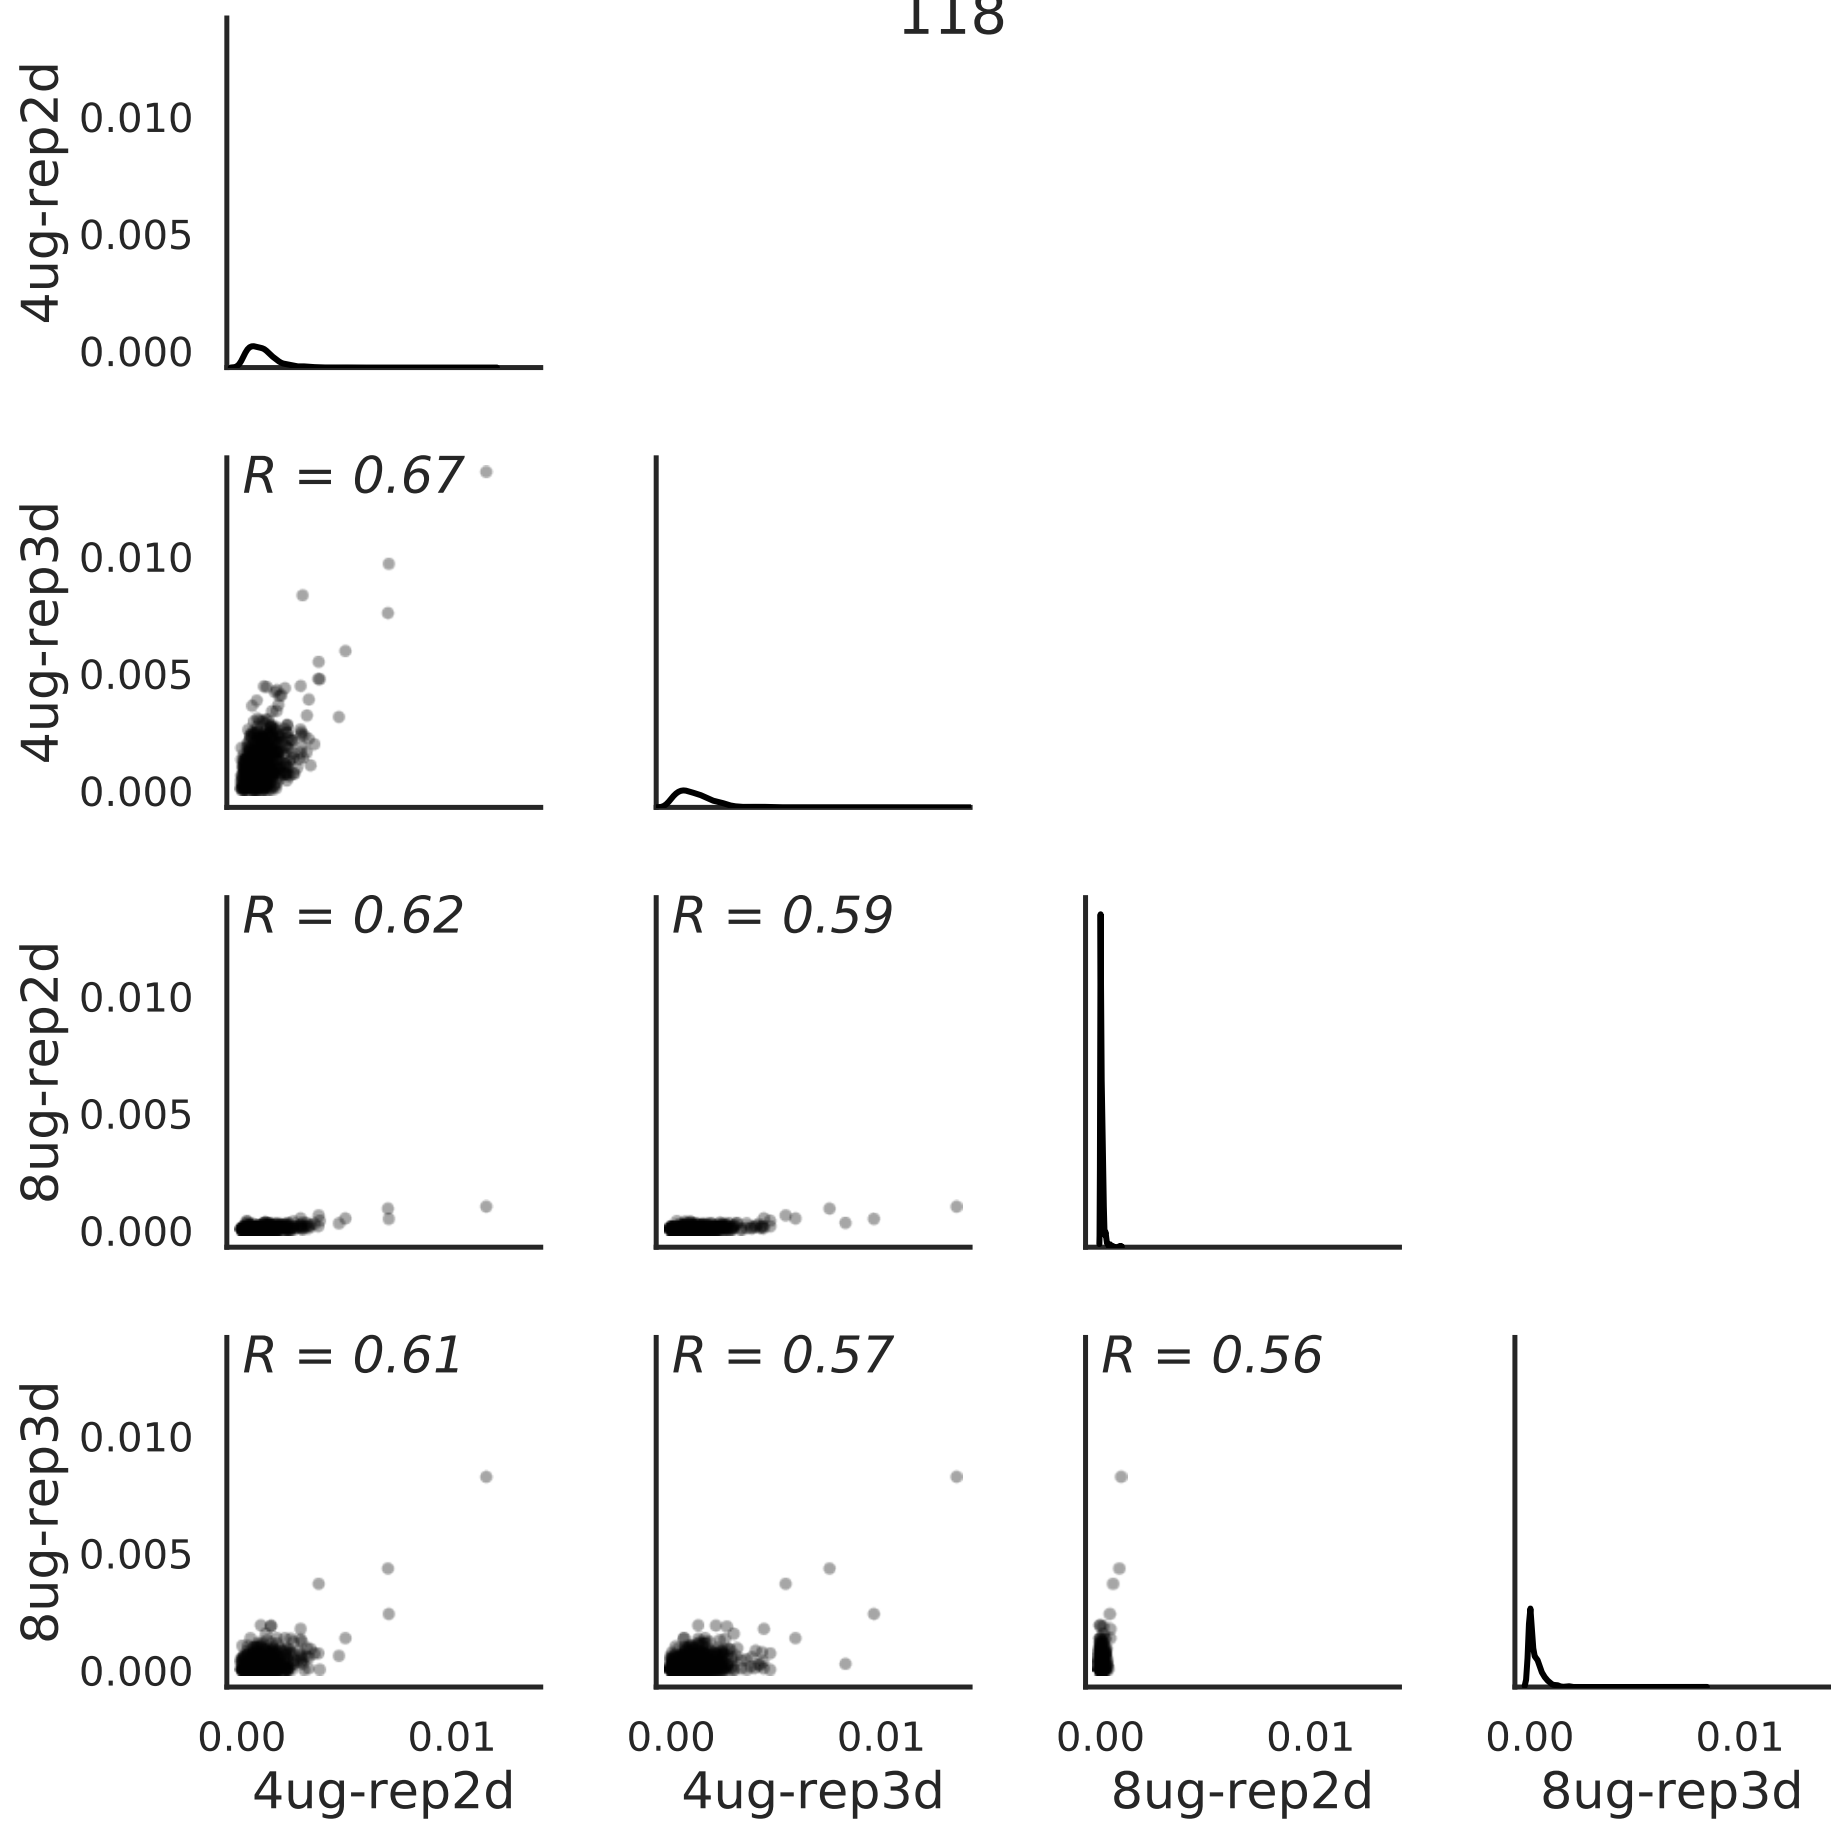 118
4ug-rep2d
0.010
0.005
0.000
4ug-rep3d
0.010
0.005
0.000
R = 0.67
8ug-rep2d
0.010
0.005
0.000
R = 0.62
R = 0.59
8ug-rep3d
0.010
0.005
0.000
R = 0.61
R = 0.57
R = 0.56
0.00 0.01
0.00 0.01
0.00 0.01
0.00 0.01
4ug-rep2d
4ug-rep3d
8ug-rep2d
8ug-rep3d